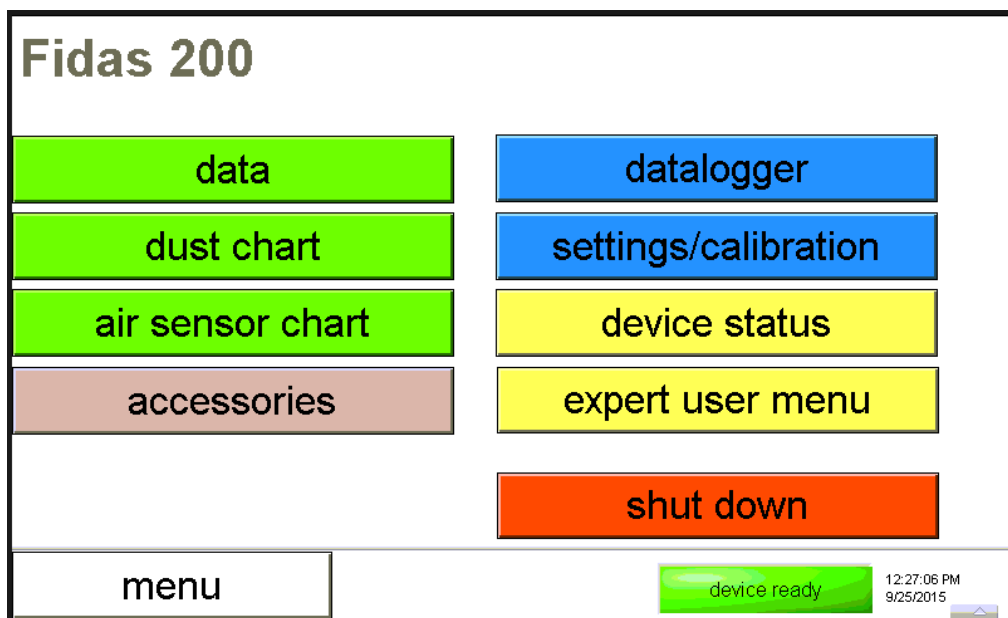 Fidas 200
data
datalogger
dust chart
settings/calibration
air sensor chart
device status
accessories
expert user menu
shut down
menu
device ready
12:27:06 PM
9/25/2015